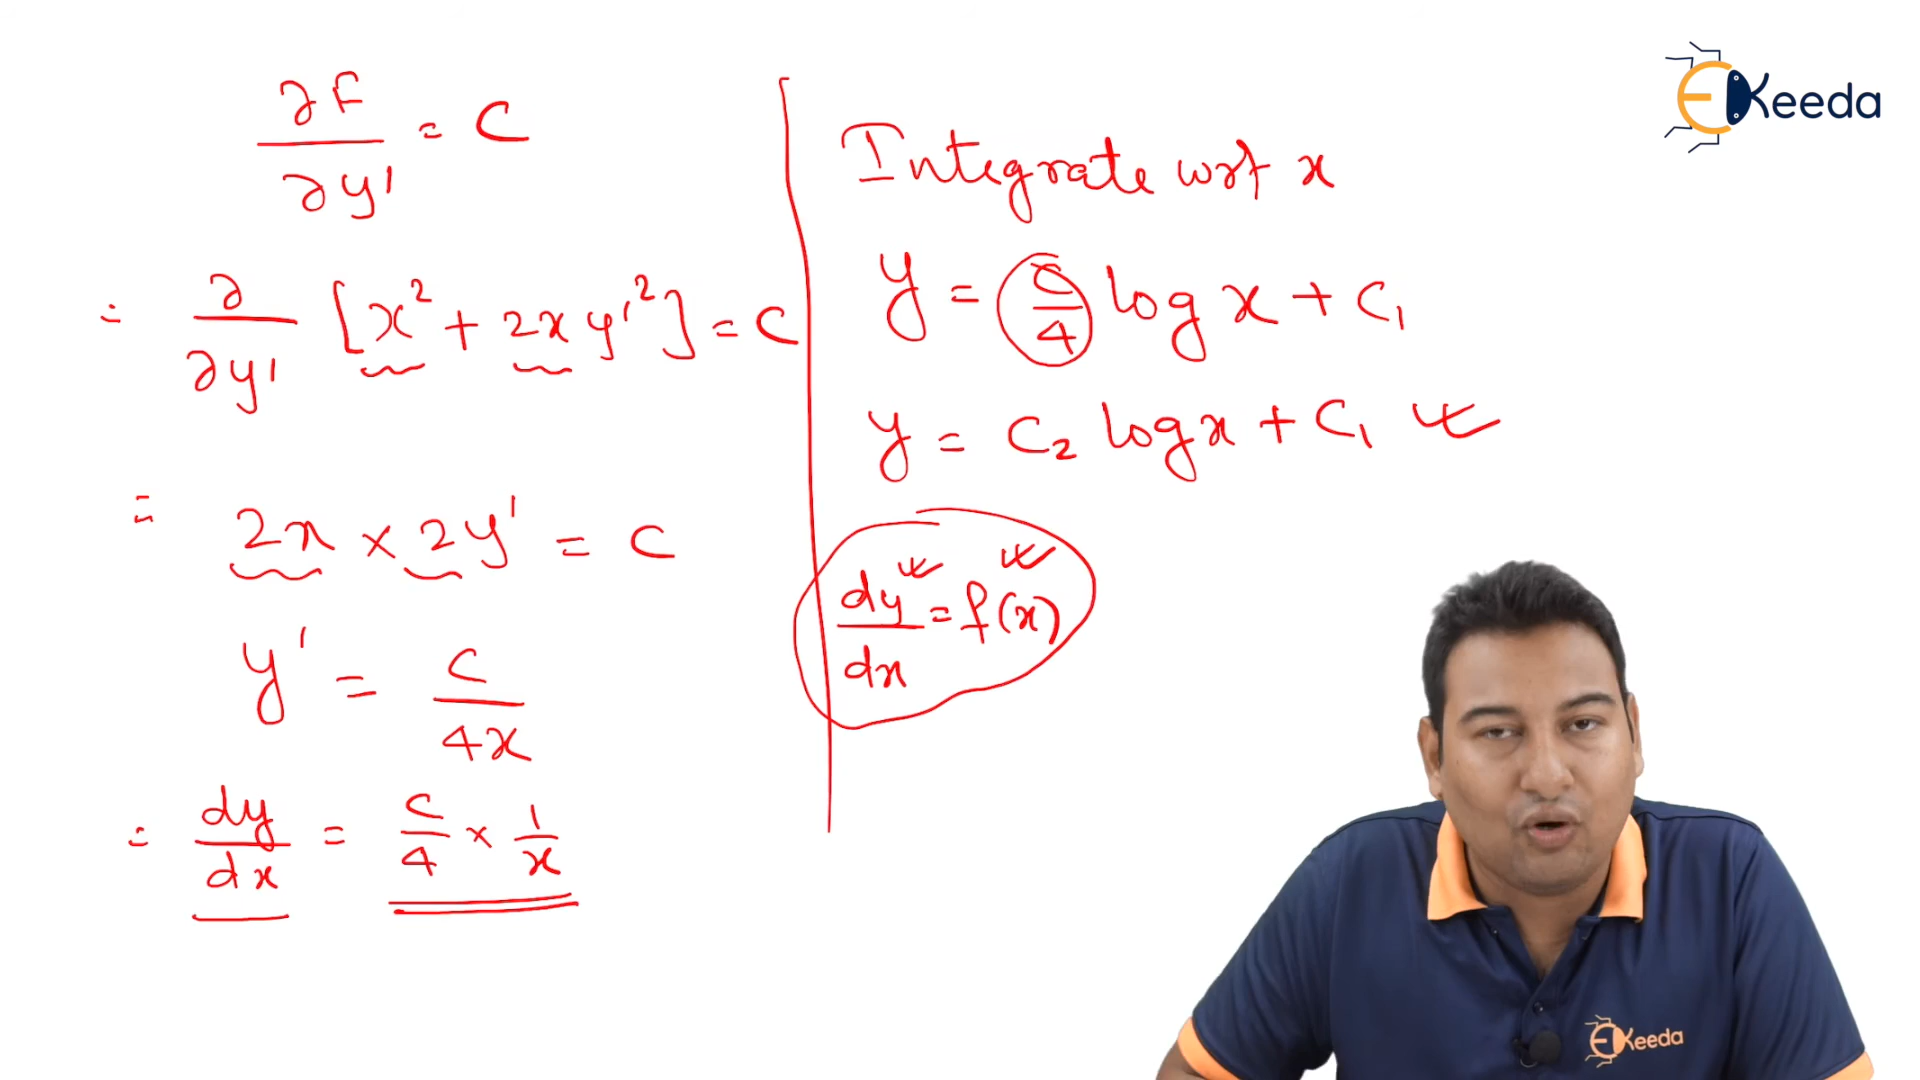 ∂F/∂y' = C
= ∂/∂y' [x² + 2xy'²] = C
= 2x × 2y' = C
y' = C/4x
= dy/dx = C/4 × 1/x
Integrate wrt x
y = C/4 log x + C₁
y = C₂ log x + C₁
dy/dx = f(x)
EKeeda
EKeeda